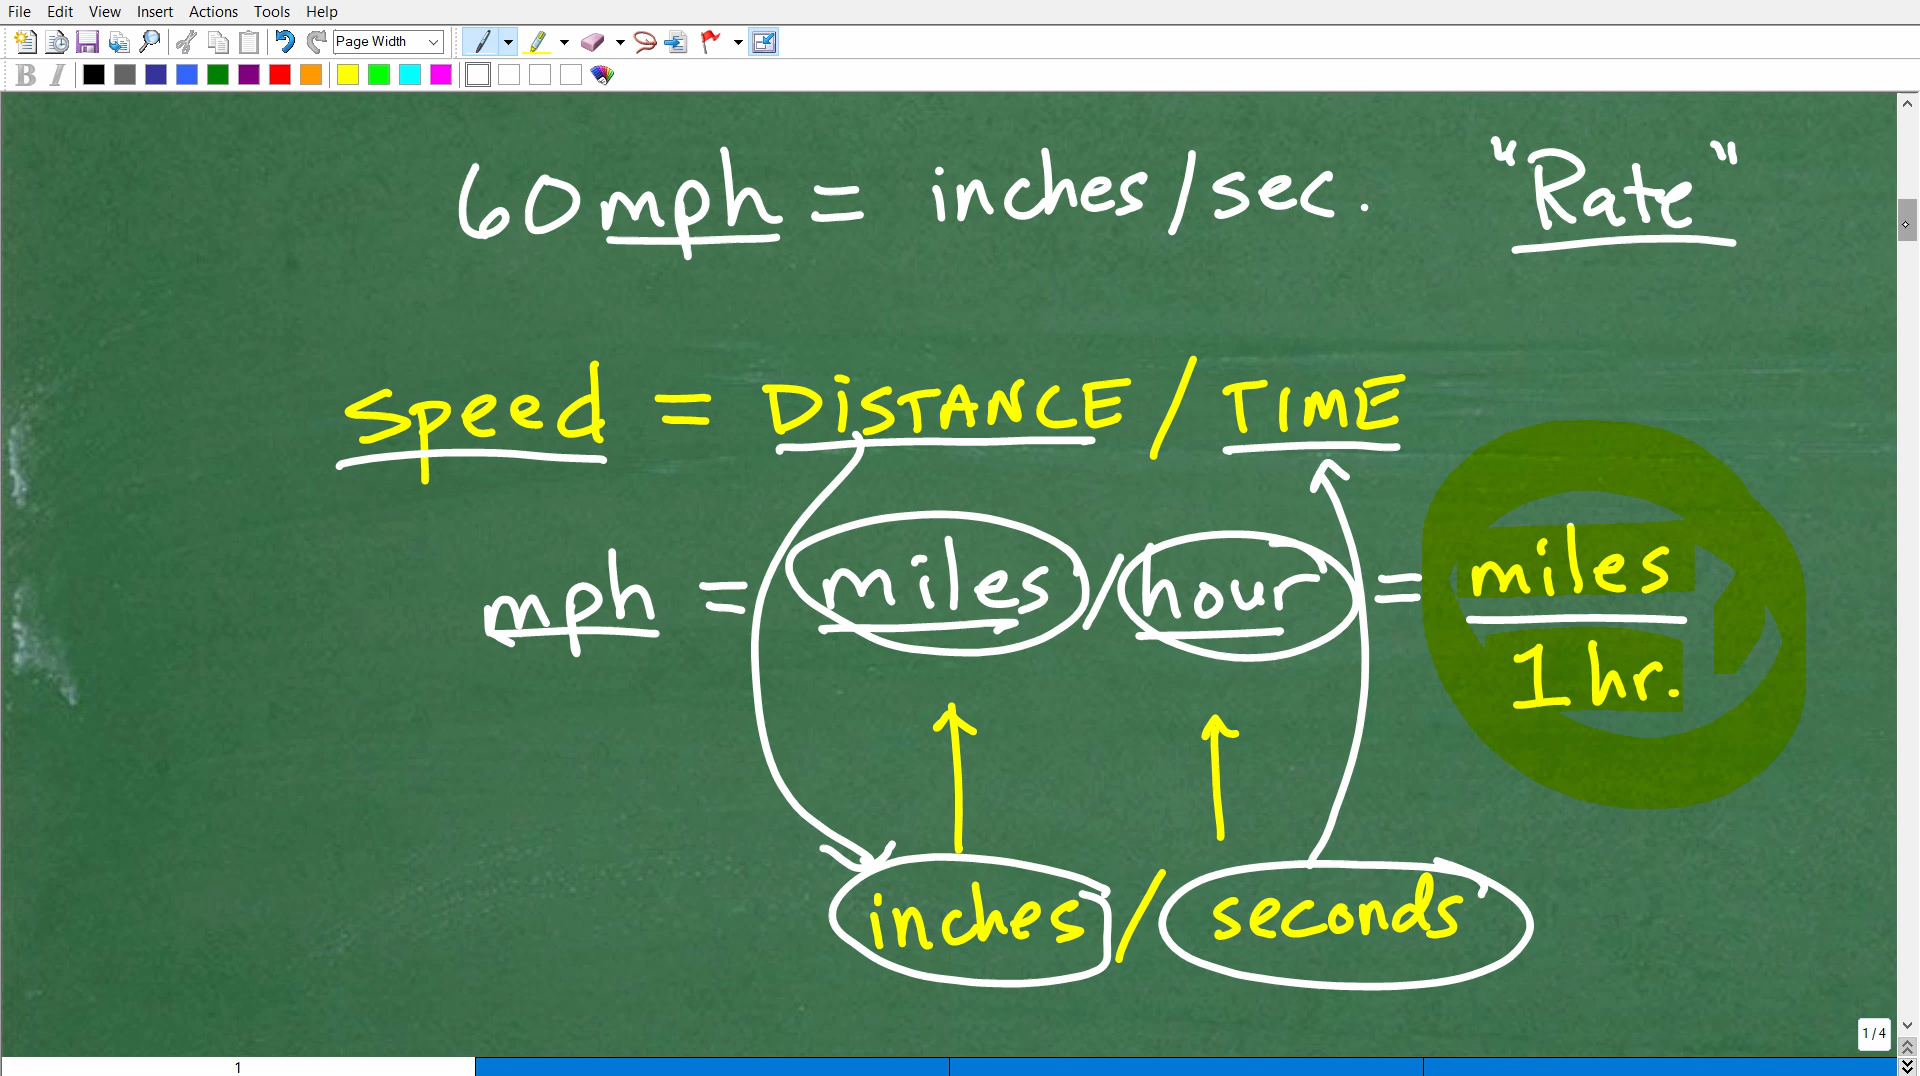 File Edit View Insert Actions Tools Help
Page Width
B I
60 mph = inches/sec. "Rate"
speed = DISTANCE / TIME
mph = miles/hour = miles
1 hr.
inches / seconds
1/4
1